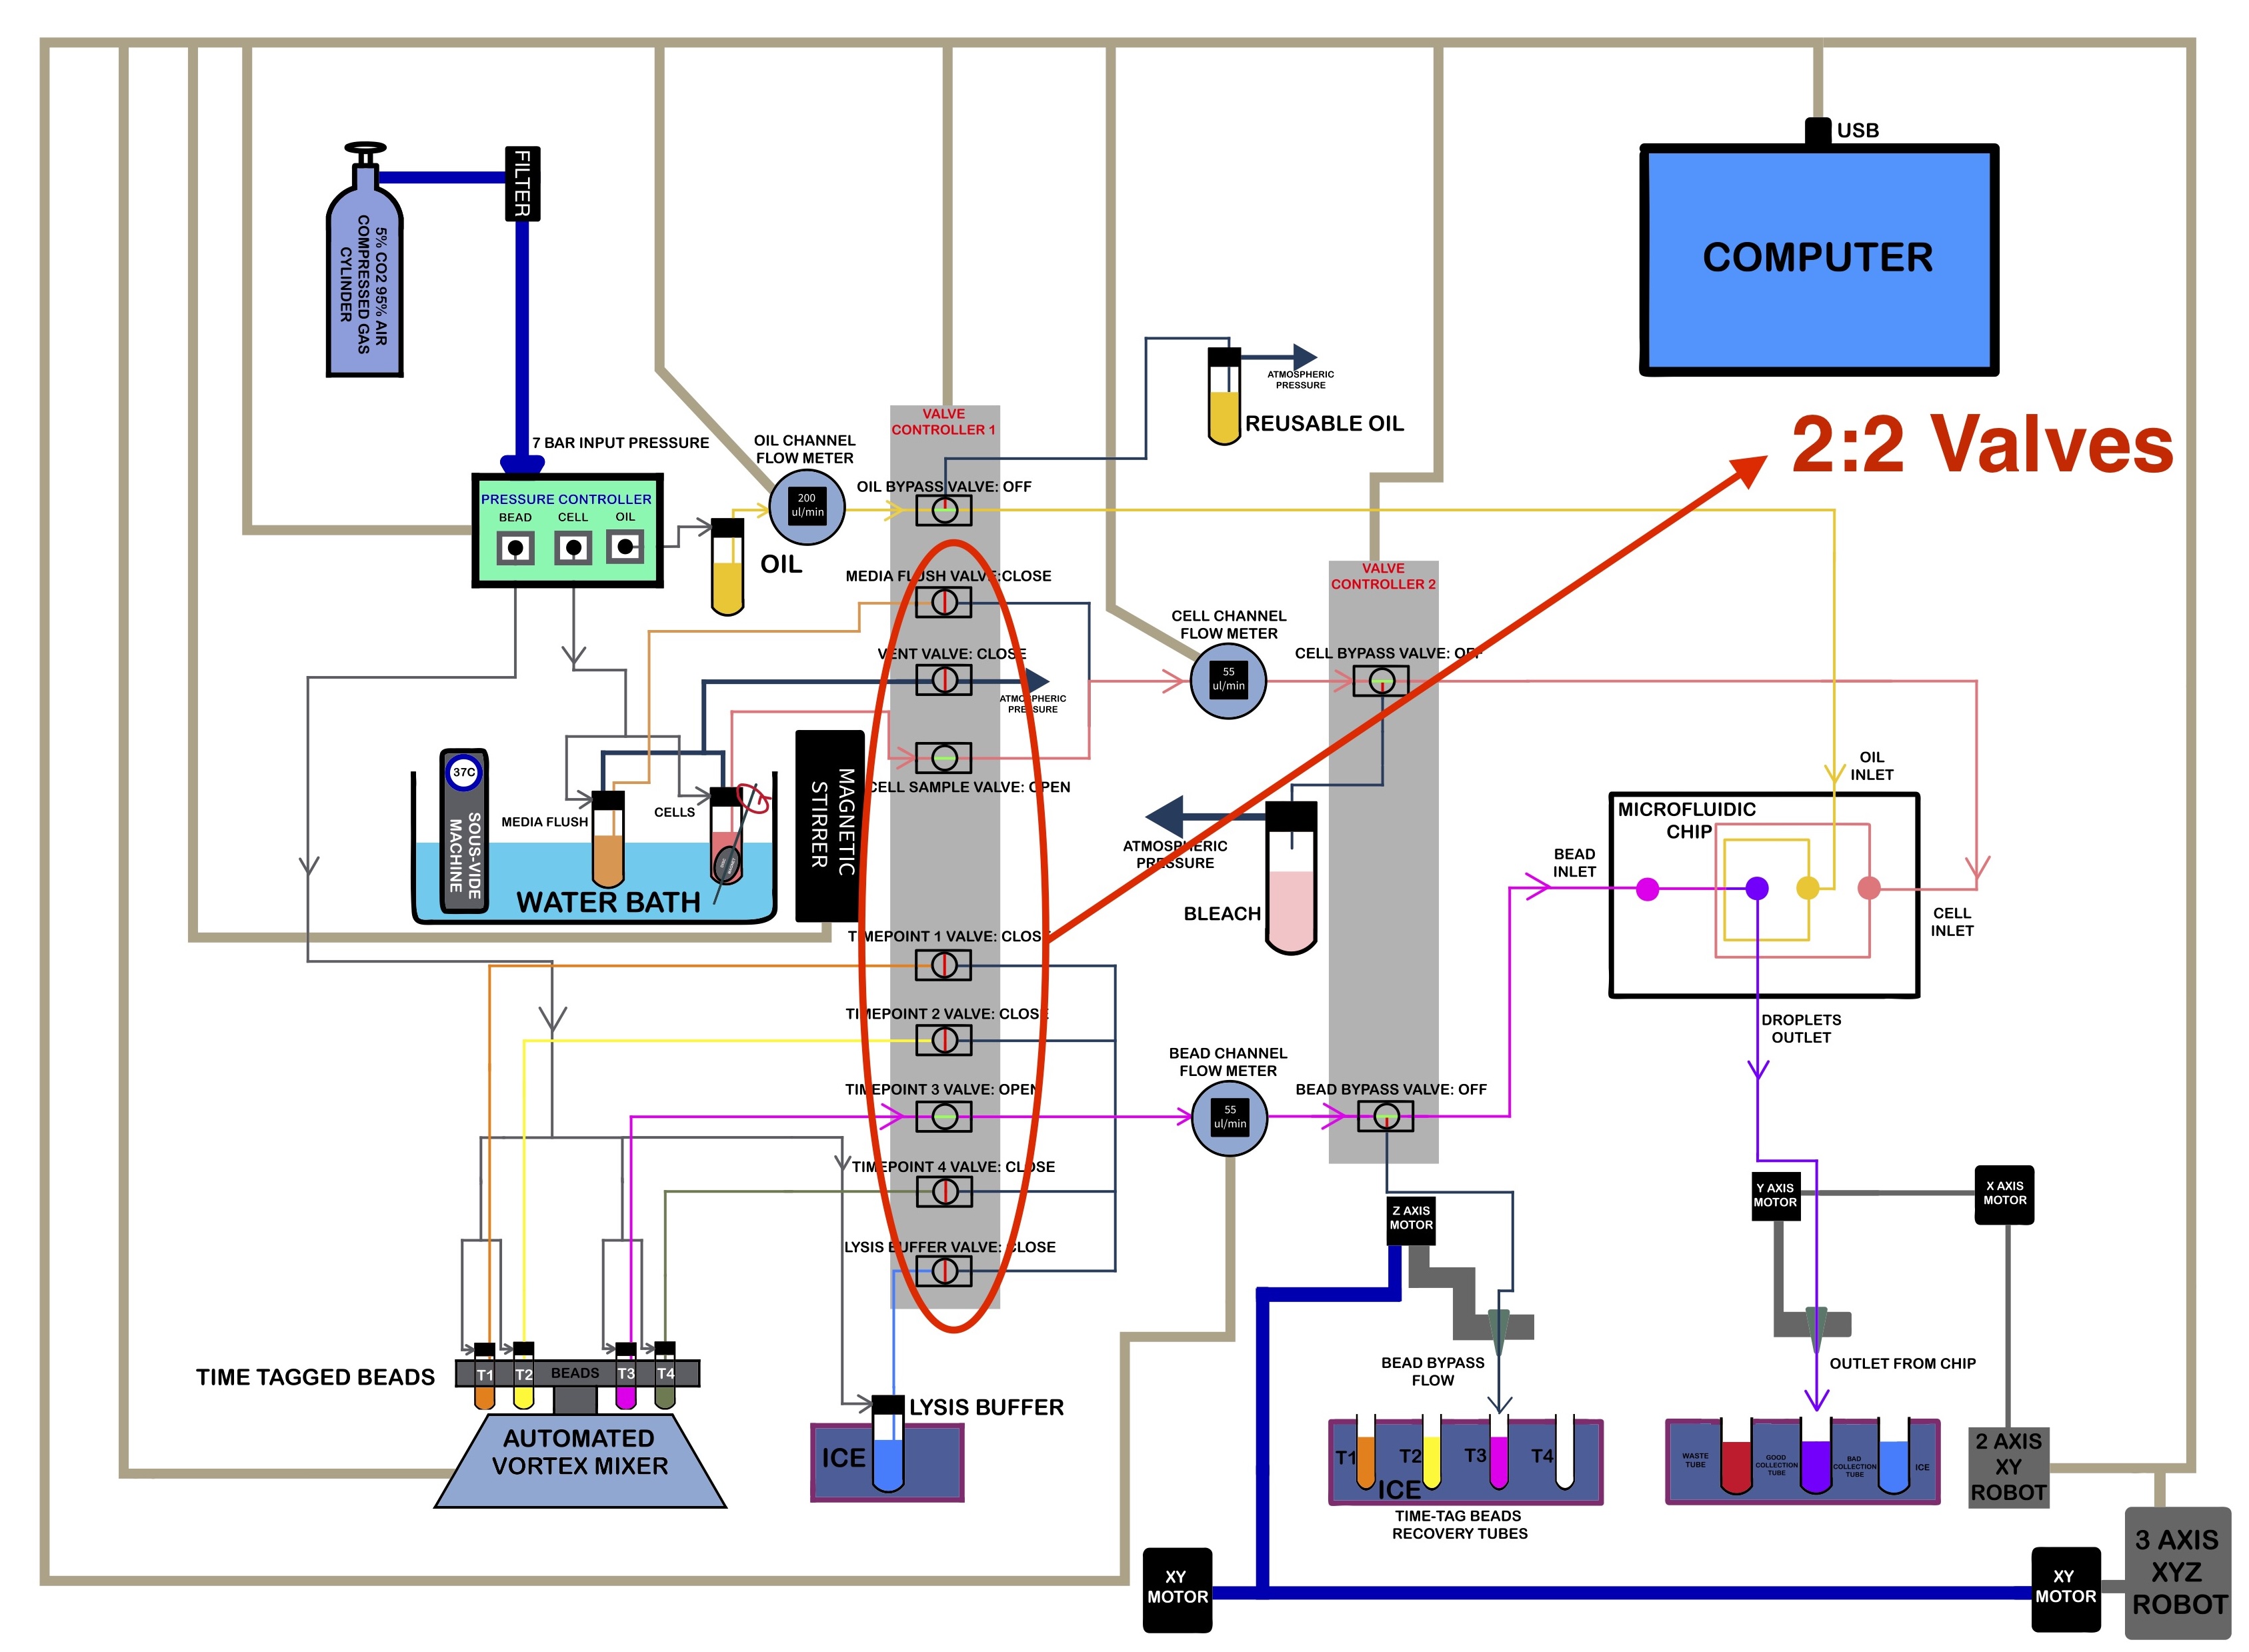 USB
COMPUTER
FILTER
5% CO2 95% AIR
COMPRESSED GAS
CYLINDER
7 BAR INPUT PRESSURE
PRESSURE CONTROLLER
BEAD
CELL
OIL
OIL CHANNEL
FLOW METER
200
ul/min
OIL
VALVE
CONTROLLER 1
OIL BYPASS VALVE: OFF
ATMOSPHERIC
PRESSURE
REUSABLE OIL
2:2 Valves
MEDIA FLUSH VALVE:CLOSE
VENT VALVE: CLOSE
ATMOSPHERIC
PRESSURE
CELL SAMPLE VALVE: OPEN
CELL CHANNEL
FLOW METER
55
ul/min
VALVE
CONTROLLER 2
CELL BYPASS VALVE: OFF
37C
SOUS-VIDE
MACHINE
MEDIA FLUSH
CELLS
WATER BATH
MAGNETIC
STIRRER
ATMOSPHERIC
PRESSURE
BLEACH
OIL
INLET
MICROFLUIDIC
CHIP
BEAD
INLET
CELL
INLET
DROPLETS
OUTLET
TIMEPOINT 1 VALVE: CLOSE
TIMEPOINT 2 VALVE: CLOSE
TIMEPOINT 3 VALVE: OPEN
TIMEPOINT 4 VALVE: CLOSE
LYSIS BUFFER VALVE: CLOSE
BEAD CHANNEL
FLOW METER
55
ul/min
BEAD BYPASS VALVE: OFF
Z AXIS
MOTOR
Y AXIS
MOTOR
X AXIS
MOTOR
TIME TAGGED BEADS
T1
T2
BEADS
T3
T4
AUTOMATED
VORTEX MIXER
LYSIS BUFFER
ICE
BEAD BYPASS
FLOW
OUTLET FROM CHIP
T1
T2
T3
T4
ICE
TIME-TAG BEADS
RECOVERY TUBES
WASTE
TUBE
GOOD
COLLECTION
TUBE
BAD
COLLECTION
TUBE
ICE
2 AXIS
XY
ROBOT
XY
MOTOR
XY
MOTOR
3 AXIS
XYZ
ROBOT